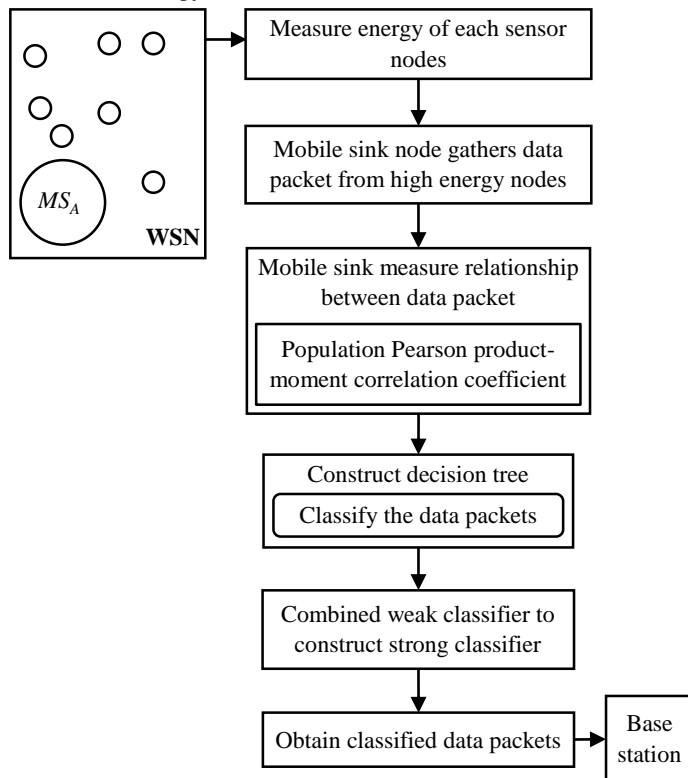 Measure energy of each sensor
nodes
Mobile sink node gathers data
packet from high energy nodes
MS_A
WSN
Mobile sink measure relationship
between data packet
Population Pearson product-
moment correlation coefficient
Construct decision tree
Classify the data packets
Combined weak classifier to
construct strong classifier
Obtain classified data packets
Base
station